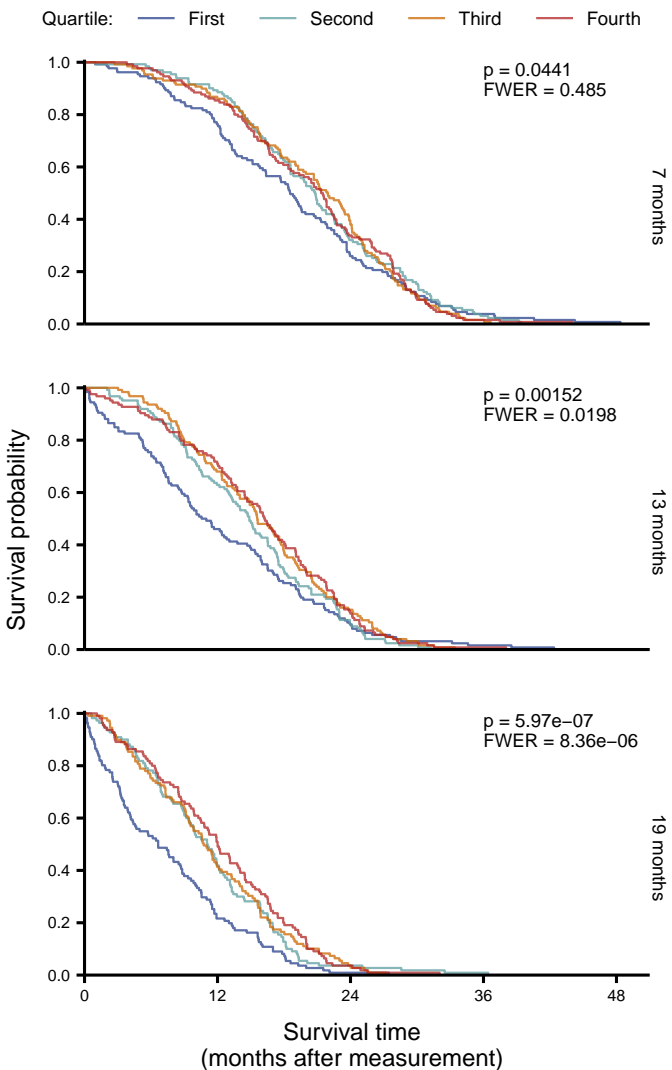 Quartile: First Second Third Fourth
1.0
0.8
0.6
0.4
0.2
0.0
p = 0.0441
FWER = 0.485
7 months
1.0
0.8
0.6
0.4
0.2
0.0
p = 0.00152
FWER = 0.0198
13 months
Survival probability
1.0
0.8
0.6
0.4
0.2
0.0
p = 5.97e−07
FWER = 8.36e−06
19 months
0 12 24 36 48
Survival time
(months after measurement)